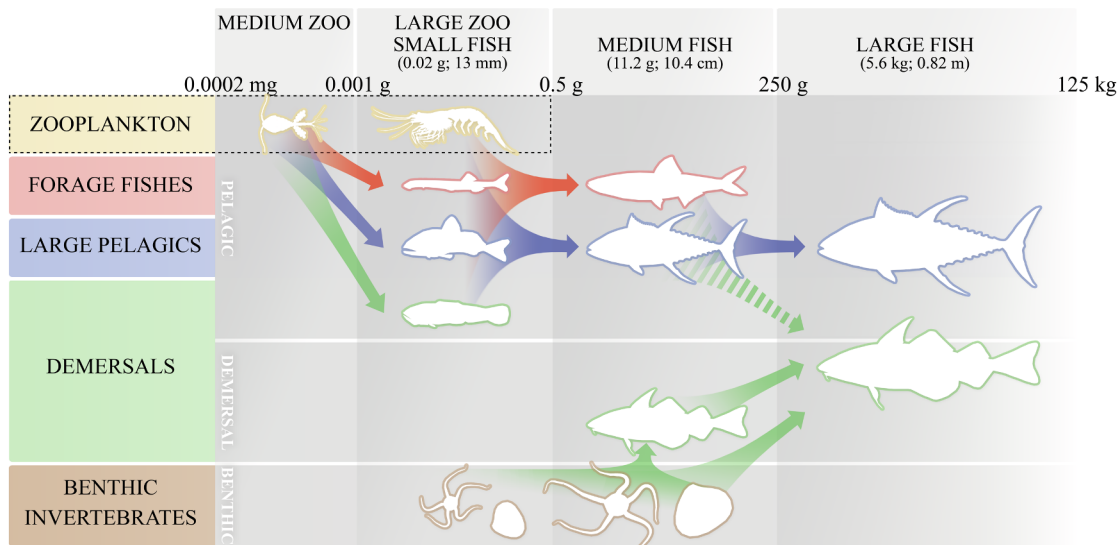 MEDIUM ZOO
LARGE ZOO
SMALL FISH
(0.02 g; 13 mm)
MEDIUM FISH
(11.2 g; 10.4 cm)
LARGE FISH
(5.6 kg; 0.82 m)
0.0002 mg
0.001 g
0.5 g
250 g
125 kg
ZOOPLANKTON
FORAGE FISHES
LARGE PELAGICS
DEMERSALS
BENTHIC
INVERTEBRATES
PELAGIC
DEMERSAL
BENTHIC